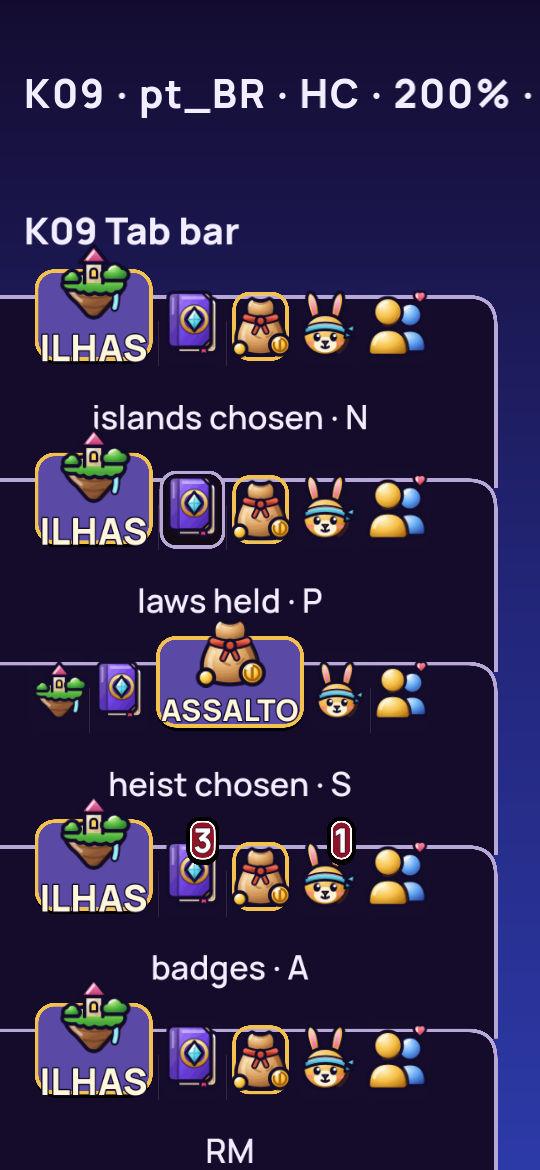 K09 · pt_BR · HC · 200% ·
K09 Tab bar
ILHAS
islands chosen · N
ILHAS
laws held · P
ASSALTO
heist chosen · S
3 1
ILHAS
badges · A
ILHAS
RM